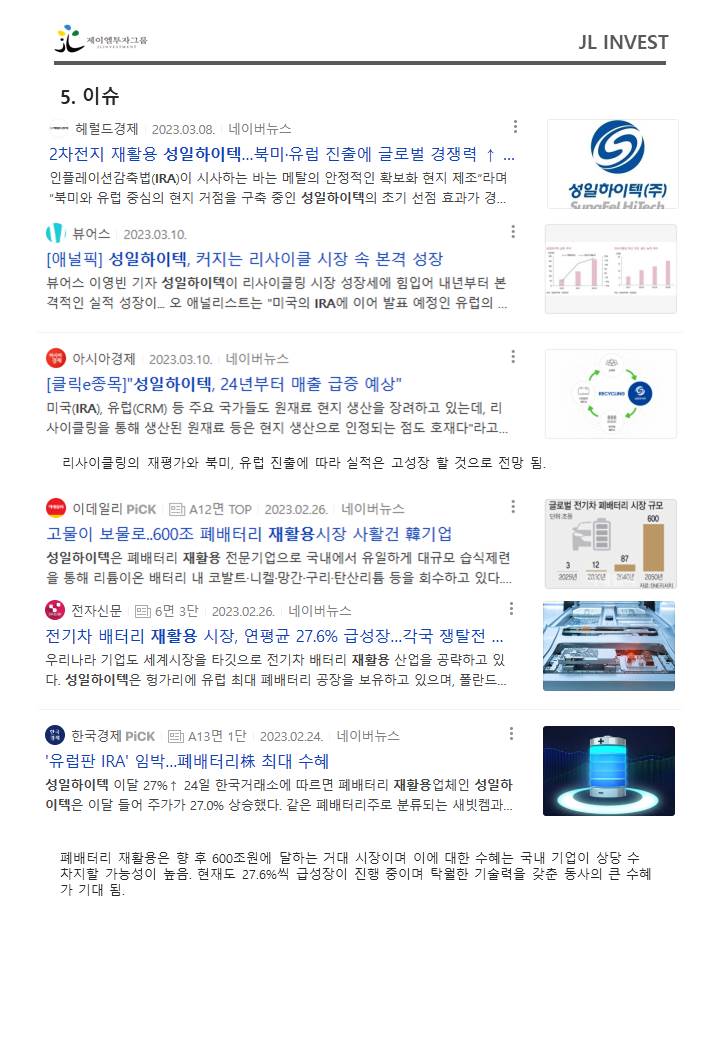 제이엘투자그룹
JLINVESTMENT
JL INVEST
5. 이슈
헤럴드경제 2023.03.08. 네이버뉴스
2차전지 재활용 성일하이텍...북미·유럽 진출에 글로벌 경쟁력 ↑ ...
인플레이션감축법(IRA)이 시사하는 바는 메탈의 안정적인 확보화 현지 제조"라며
"북미와 유럽 중심의 현지 거점을 구축 중인 성일하이텍의 초기 선점 효과가 경...
성일하이텍(주)
SungEel HiTech
뷰어스 2023.03.10.
[애널픽] 성일하이텍, 커지는 리사이클 시장 속 본격 성장
뷰어스 이영빈 기자 성일하이텍이 리사이클링 시장 성장세에 힘입어 내년부터 본
격적인 실적 성장이... 오 애널리스트는 "미국의 IRA에 이어 발표 예정인 유럽의 ...
아시아경제 2023.03.10. 네이버뉴스
[클릭e종목]"성일하이텍, 24년부터 매출 급증 예상"
미국(IRA), 유럽(CRM) 등 주요 국가들도 원재료 현지 생산을 장려하고 있는데, 리
사이클링을 통해 생산된 원재료 등은 현지 생산으로 인정되는 점도 호재다"라고...
RECYCLING
리사이클링의 재평가와 북미, 유럽 진출에 따라 실적은 고성장 할 것으로 전망 됨.
이데일리 PiCK A12면 TOP 2023.02.26. 네이버뉴스
고물이 보물로..600조 폐배터리 재활용시장 사활건 韓기업
성일하이텍은 폐배터리 재활용 전문기업으로 국내에서 유일하게 대규모 습식제련
을 통해 리튬이온 배터리 내 코발트·니켈·망간·구리·탄산리튬 등을 회수하고 있다....
글로벌 전기차 폐배터리 시장 규모
단위:조원
600
87
12
3
2025년 2030년 2040년 2050년
자료:SNE리서치
전자신문 6면 3단 2023.02.26. 네이버뉴스
전기차 배터리 재활용 시장, 연평균 27.6% 급성장...각국 쟁탈전 ...
우리나라 기업도 세계시장을 타깃으로 전기차 배터리 재활용 산업을 공략하고 있
다. 성일하이텍은 헝가리에 유럽 최대 폐배터리 공장을 보유하고 있으며, 폴란드...
한국경제 PiCK A13면 1단 2023.02.24. 네이버뉴스
'유럽판 IRA' 임박...폐배터리株 최대 수혜
성일하이텍 이달 27%↑ 24일 한국거래소에 따르면 폐배터리 재활용업체인 성일하
이텍은 이달 들어 주가가 27.0% 상승했다. 같은 폐배터리주로 분류되는 새빗켐과...
폐배터리 재활용은 향 후 600조원에 달하는 거대 시장이며 이에 대한 수혜는 국내 기업이 상당 수
차지할 가능성이 높음. 현재도 27.6%씩 급성장이 진행 중이며 탁월한 기술력을 갖춘 동사의 큰 수혜
가 기대 됨.